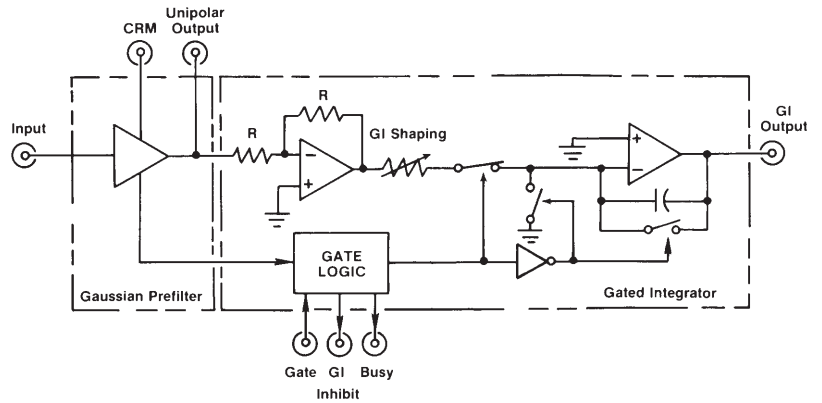 Unipolar
CRM Output
R
Input
R
GI Shaping
GI
Output
−
+
+
−
GATE
LOGIC
Gaussian Prefilter
Gated Integrator
Gate GI Busy
Inhibit